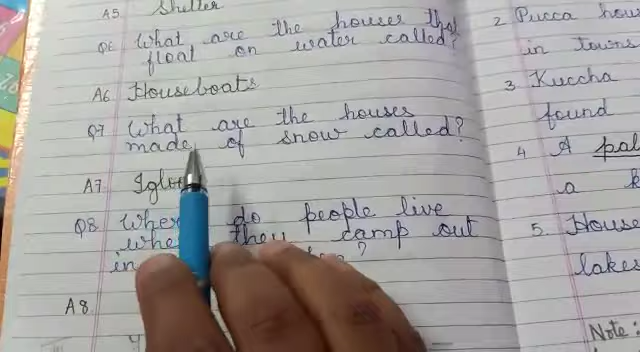 A5 Shelter
Q6 What are the houses that
float on water called?
A6 Houseboats
Q7 What are the houses
made of snow called?
A7 Igloo
Q8 Where do people live
when they camp out
in
A8
2 Pucca
in towns
3 Kuccha
found
4 A
a
5. House
lakes
Note: